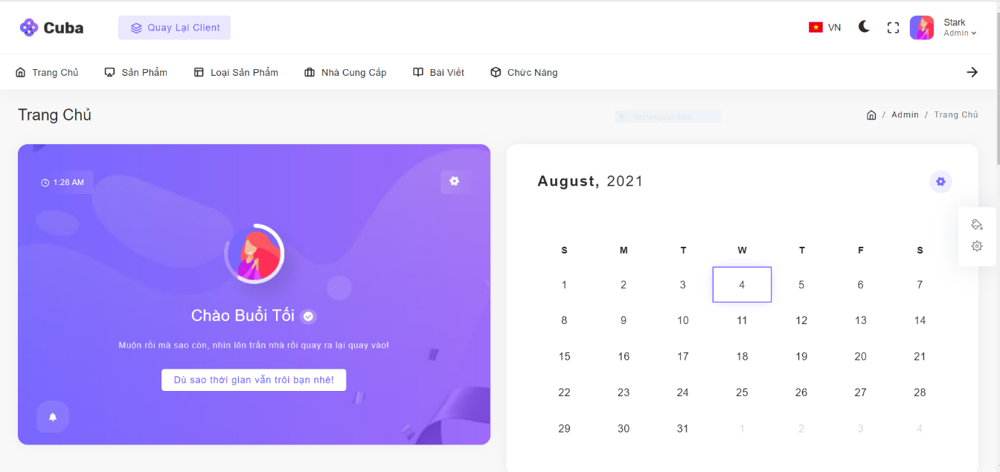 Cuba
Quay Lại Client
VN
Stark
Admin
Trang Chủ
Sản Phẩm
Loại Sản Phẩm
Nhà Cung Cấp
Bài Viết
Chức Năng
Trang Chủ
Rectangular Snip
/ Admin / Trang Chủ
1:28 AM
Chào Buổi Tối
Muộn rồi mà sao còn, nhìn lên trần nhà rồi quay ra lại quay vào!
Dù sao thời gian vẫn trôi bạn nhé!
August, 2021
S M T W T F S
1 2 3 4 5 6 7
8 9 10 11 12 13 14
15 16 17 18 19 20 21
22 23 24 25 26 27 28
29 30 31 1 2 3 4